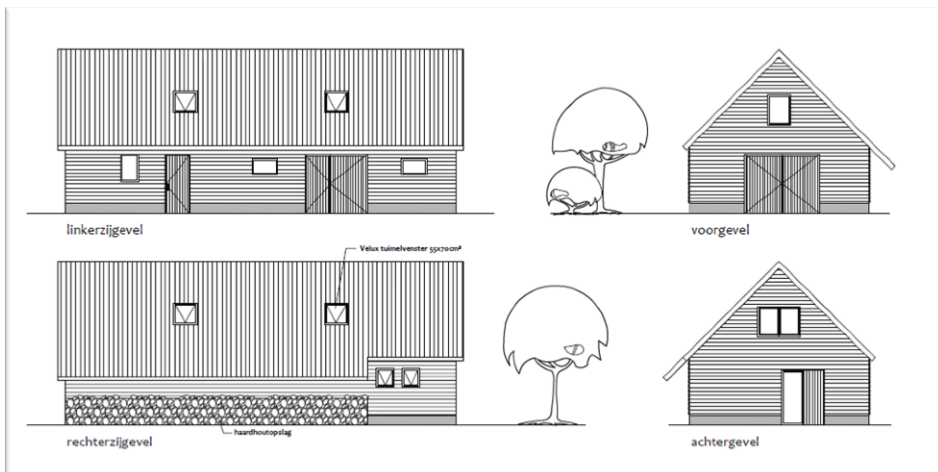 linkerzijgevel
voorgevel
Velux tuimelvenster 55x70cm²
rechterzijgevel
haardhoutopslag
achtergevel